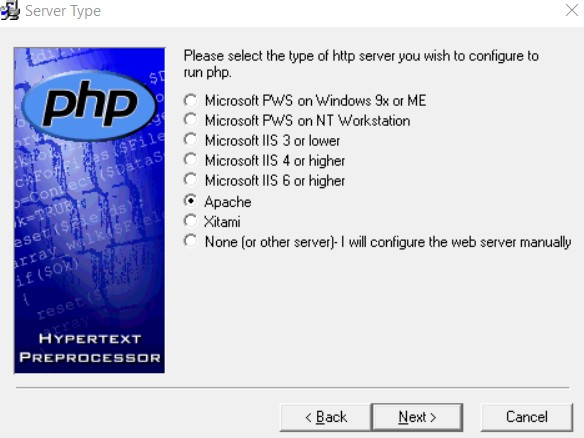 Server Type
Please select the type of http server you wish to configure to
run php.
Microsoft PWS on Windows 9x or ME
Microsoft PWS on NT Workstation
Microsoft IIS 3 or lower
Microsoft IIS 4 or higher
Microsoft IIS 6 or higher
Apache
Xitami
None (or other server)- I will configure the web server manually
php
HYPERTEXT
PREPROCESSOR
< Back
Next >
Cancel